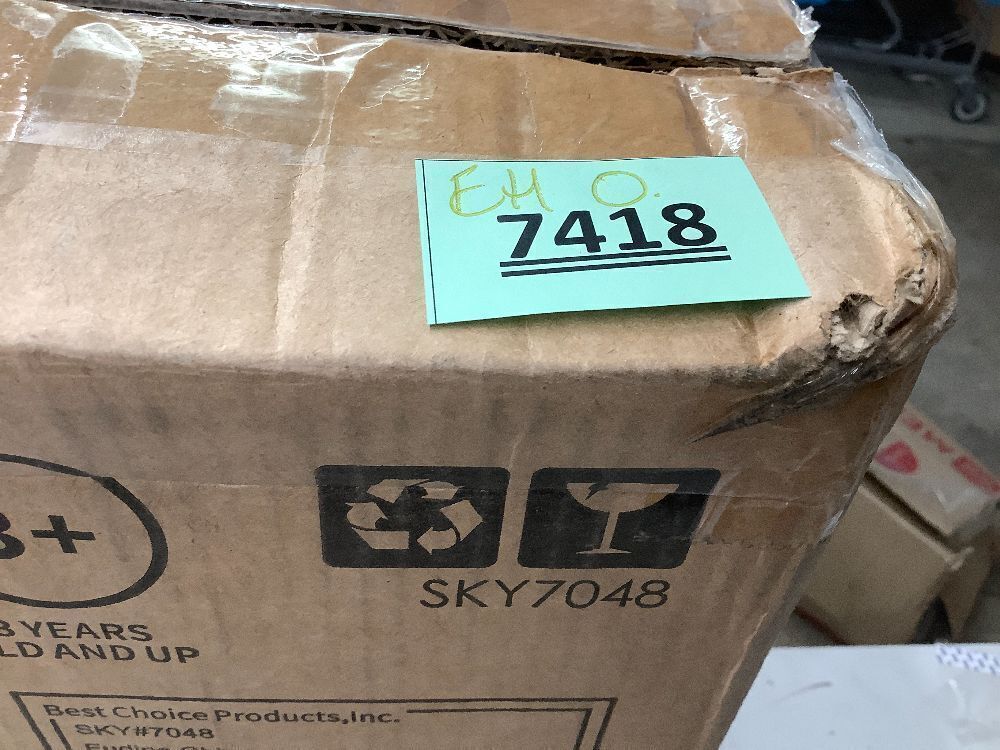 EH O.
7418
3+
SKY7048
3 YEARS
LD AND UP
Best Choice Products,Inc.
SKY#7048